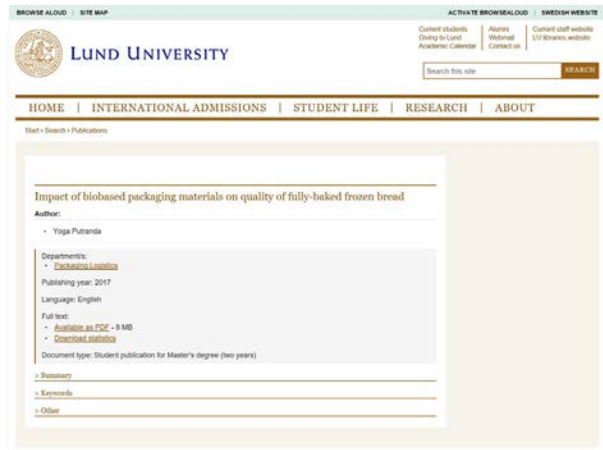 BROWSE ALOUD | SITE MAP
ACTIVATE BROWSEALOUD | SWEDISH WEBSITE
Current students
Giving to Lund
Academic Calendar
Alumni
Webmail
Contact us
Current staff website
LU libraries website
LUND UNIVERSITY
Search this site
SEARCH
HOME | INTERNATIONAL ADMISSIONS | STUDENT LIFE | RESEARCH | ABOUT
Start › Search › Publications
Impact of biobased packaging materials on quality of fully-baked frozen bread
Author:
• Yoga Putranda
Department/s:
• Packaging Logistics
Publishing year: 2017
Language: English
Full text:
• Available as PDF - 8 MB
• Download statistics
Document type: Student publication for Master's degree (two years)
> Summary
> Keywords
> Other